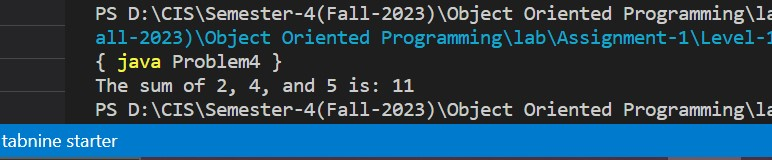 PS D:\CIS\Semester-4(Fall-2023)\Object Oriented Programming\la
all-2023)\Object Oriented Programming\lab\Assignment-1\Level-1
{ java Problem4 }
The sum of 2, 4, and 5 is: 11
PS D:\CIS\Semester-4(Fall-2023)\Object Oriented Programming\la
tabnine starter